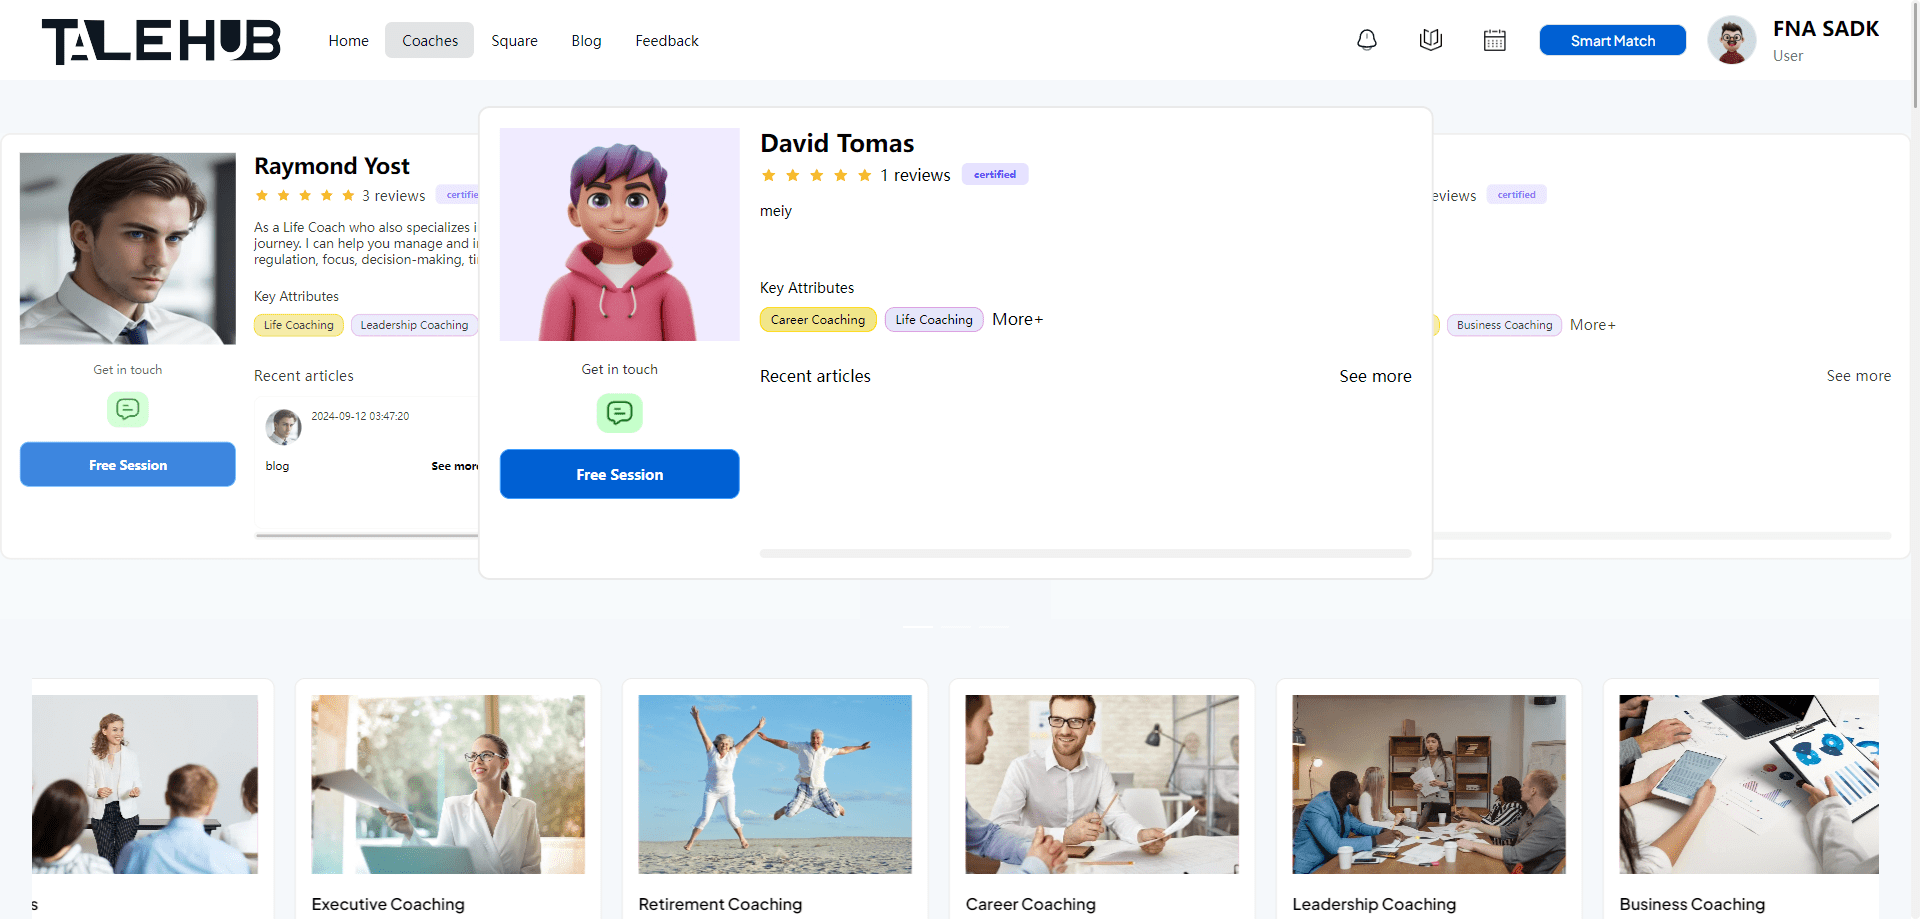 TALEHUB
Home
Coaches
Square
Blog
Feedback
Smart Match
FNA SADK
User
Raymond Yost
3 reviews
As a Life Coach who also specializes
journey. I can help you manage and
regulation, focus, decision-making,
Key Attributes
Life Coaching
Leadership Coaching
Get in touch
Recent articles
2024-09-12 03:47:20
blog
See more
Free Session
David Tomas
1 reviews
certified
meiy
Key Attributes
Career Coaching
Life Coaching
More+
Get in touch
Recent articles
See more
Free Session
certified
Business Coaching
More+
See more
Executive Coaching
Retirement Coaching
Career Coaching
Leadership Coaching
Business Coaching